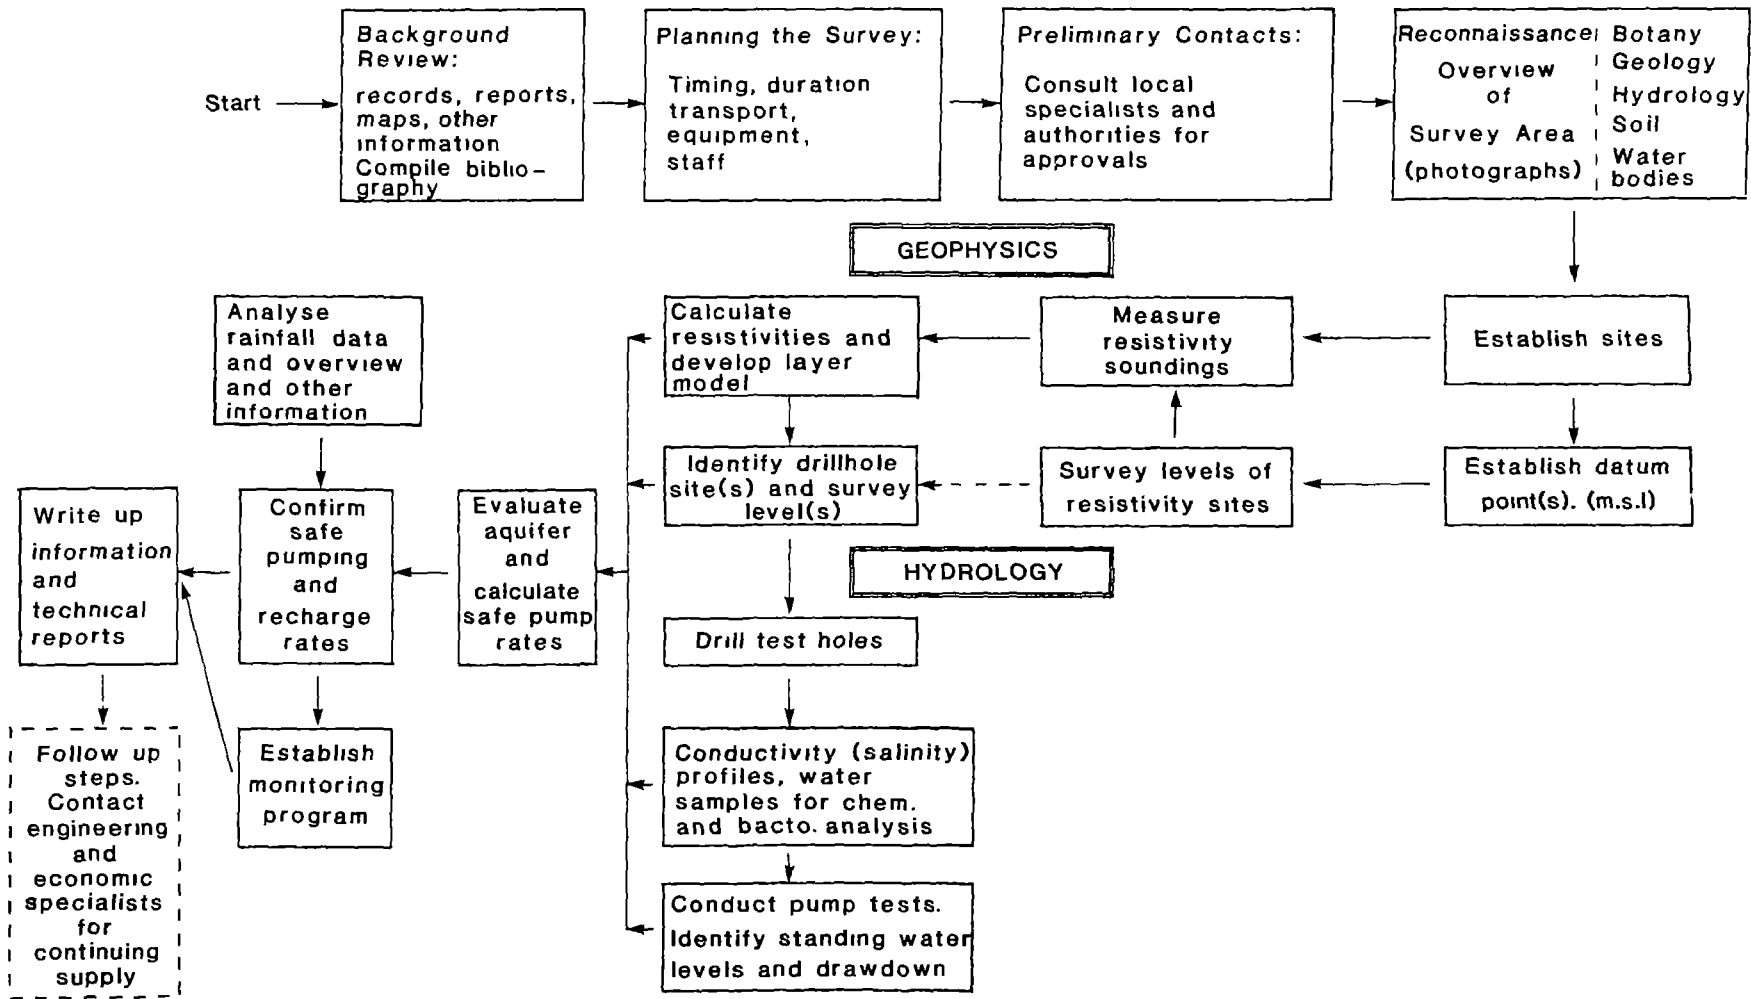 Start
Background
Review:
records, reports,
maps, other
information
Compile biblio-
graphy
Planning the Survey:
Timing, duration
transport,
equipment,
staff
Preliminary Contacts:
Consult local
specialists and
authorities for
approvals
Reconnaissance
Overview
of
Survey Area
(photographs)
Botany
Geology
Hydrology
Soil
Water
bodies
GEOPHYSICS
Establish sites
Measure
resistivity
soundings
Calculate
resistivities and
develop layer
model
Analyse
rainfall data
and overview
and other
information
Establish datum
point(s). (m.s.l)
Survey levels of
resistivity sites
Identify drillhole
site(s) and survey
level(s)
HYDROLOGY
Evaluate
aquifer
and
calculate
safe pump
rates
Confirm
safe
pumping
and
recharge
rates
Write up
information
and
technical
reports
Drill test holes
Conductivity (salinity)
profiles, water
samples for chem.
and bacto. analysis
Conduct pump tests.
Identify standing water
levels and drawdown
Establish
monitoring
program
Follow up
steps.
Contact
engineering
and
economic
specialists
for
continuing
supply